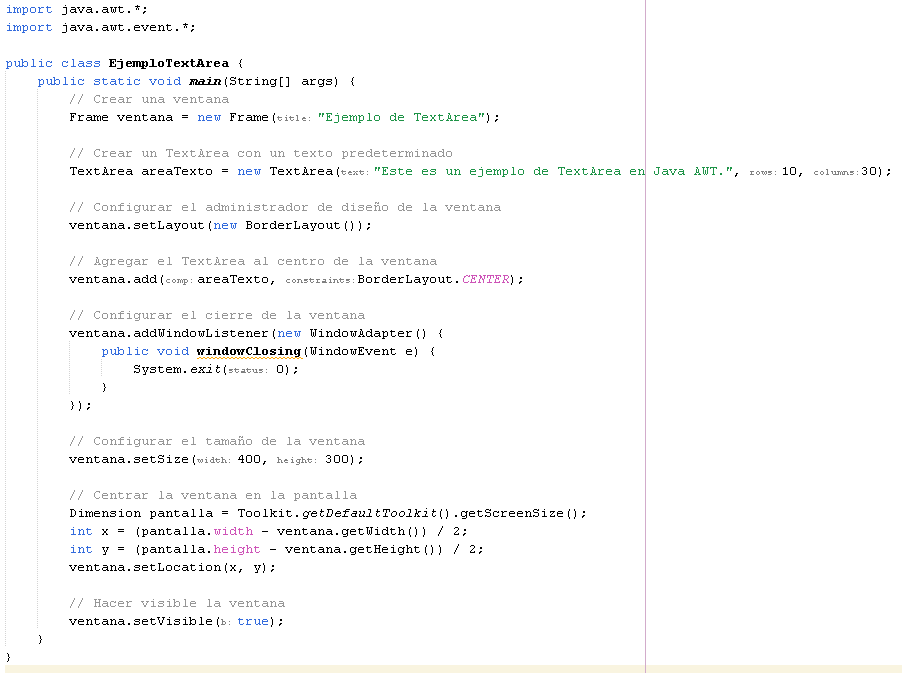 import java.awt.*;
import java.awt.event.*;
public class EjemploTextArea {
public static void main(String[] args) {
// Crear una ventana
Frame ventana = new Frame(title: "Ejemplo de TextArea");
// Crear un TextArea con un texto predeterminado
TextArea areaTexto = new TextArea(text: "Este es un ejemplo de TextArea en Java AWT.", rows: 10, columns: 30);
// Configurar el administrador de diseño de la ventana
ventana.setLayout(new BorderLayout());
// Agregar el TextArea al centro de la ventana
ventana.add(comp: areaTexto, constraints: BorderLayout.CENTER);
// Configurar el cierre de la ventana
ventana.addWindowListener(new WindowAdapter() {
public void windowClosing(WindowEvent e) {
System.exit(status: 0);
}
});
// Configurar el tamaño de la ventana
ventana.setSize(width: 400, height: 300);
// Centrar la ventana en la pantalla
Dimension pantalla = Toolkit.getDefaultToolkit().getScreenSize();
int x = (pantalla.width - ventana.getWidth()) / 2;
int y = (pantalla.height - ventana.getHeight()) / 2;
ventana.setLocation(x, y);
// Hacer visible la ventana
ventana.setVisible(b: true);
}
}